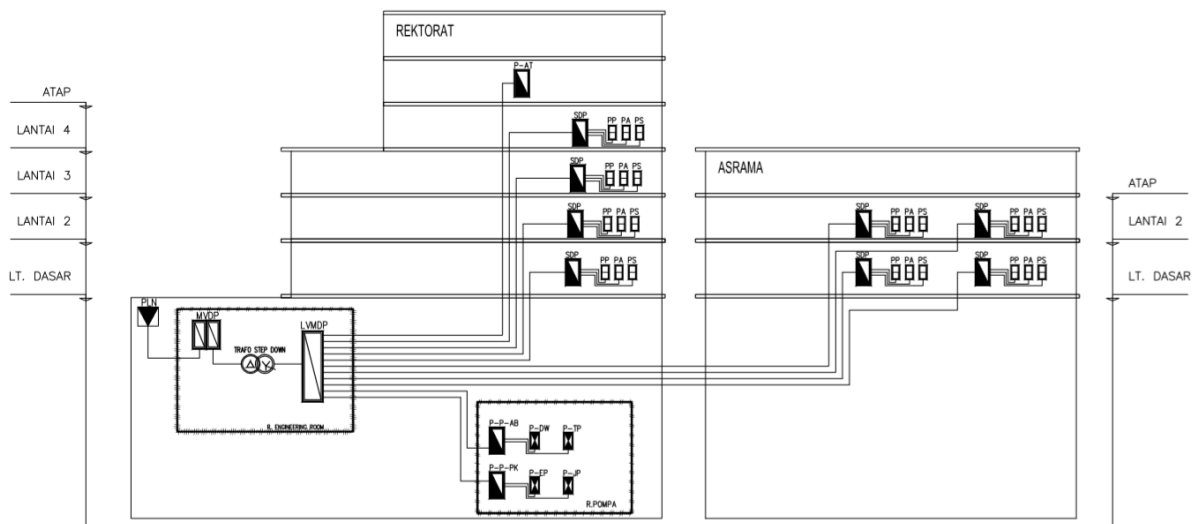 REKTORAT
P-AT
ATAP
LANTAI 4
SDP PP PA PS
LANTAI 3
SDP PP PA PS
ASRAMA
ATAP
LANTAI 2
SDP PP PA PS
SDP PP PA PS
SDP PP PA PS
LANTAI 2
LT. DASAR
SDP PP PA PS
SDP PP PA PS
SDP PP PA PS
LT. DASAR
PLN
MVDP
LVMDP
TRAFO STEP DOWN
R. ENGINEERING ROOM
P-P-AB P-DW P-TP
P-P-PK P-EP P-JP
R.POMPA